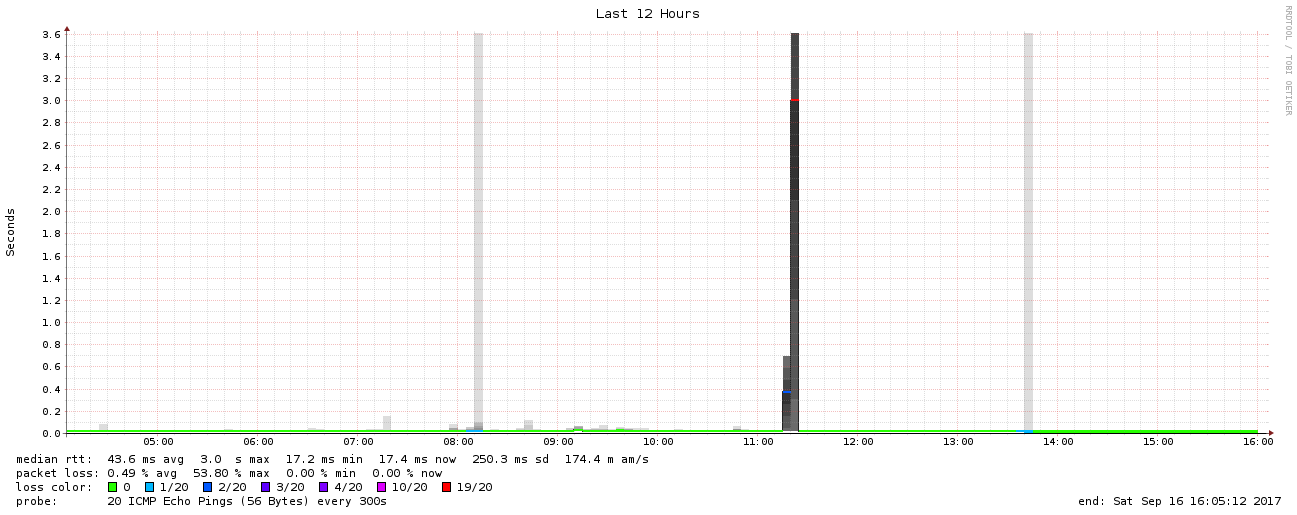 Last 12 Hours
RRDTOOL / TOBI OETIKER
Seconds
3.6
3.4
3.2
3.0
2.8
2.6
2.4
2.2
2.0
1.8
1.6
1.4
1.2
1.0
0.8
0.6
0.4
0.2
0.0
05:00 06:00 07:00 08:00 09:00 10:00 11:00 12:00 13:00 14:00 15:00 16:00
median rtt: 43.6 ms avg 3.0 s max 17.2 ms min 17.4 ms now 250.3 ms sd 174.4 m am/s
packet loss: 0.49 % avg 53.80 % max 0.00 % min 0.00 % now
loss color: 0 1/20 2/20 3/20 4/20 10/20 19/20
probe: 20 ICMP Echo Pings (56 Bytes) every 300s end: Sat Sep 16 16:05:12 2017